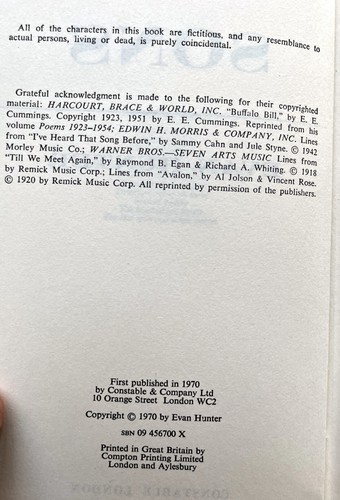 All of the characters in this book are fictitious, and any resemblance to
actual persons, living or dead, is purely coincidental.
Grateful acknowledgment is made to the following for their copyrighted
material: HARCOURT, BRACE & WORLD, INC. "Buffalo Bill," by E. E.
Cummings. Copyright 1923, 1951 by E. E. Cummings. Reprinted from his
volume Poems 1923-1954; EDWIN H. MORRIS & COMPANY, INC. Lines
from "I've Heard That Song Before," by Sammy Cahn and Jule Styne. © 1942
Morley Music Co.; WARNER BROS.—SEVEN ARTS MUSIC Lines from
"Till We Meet Again," by Raymond B. Egan & Richard A. Whiting. © 1918
by Remick Music Corp.; Lines from "Avalon," by Al Jolson & Vincent Rose.
© 1920 by Remick Music Corp. All reprinted by permission of the publishers.
First published in 1970
by Constable & Company Ltd
10 Orange Street London WC2
Copyright © 1970 by Evan Hunter
SBN 09 456700 X
Printed in Great Britain by
Compton Printing Limited
London and Aylesbury